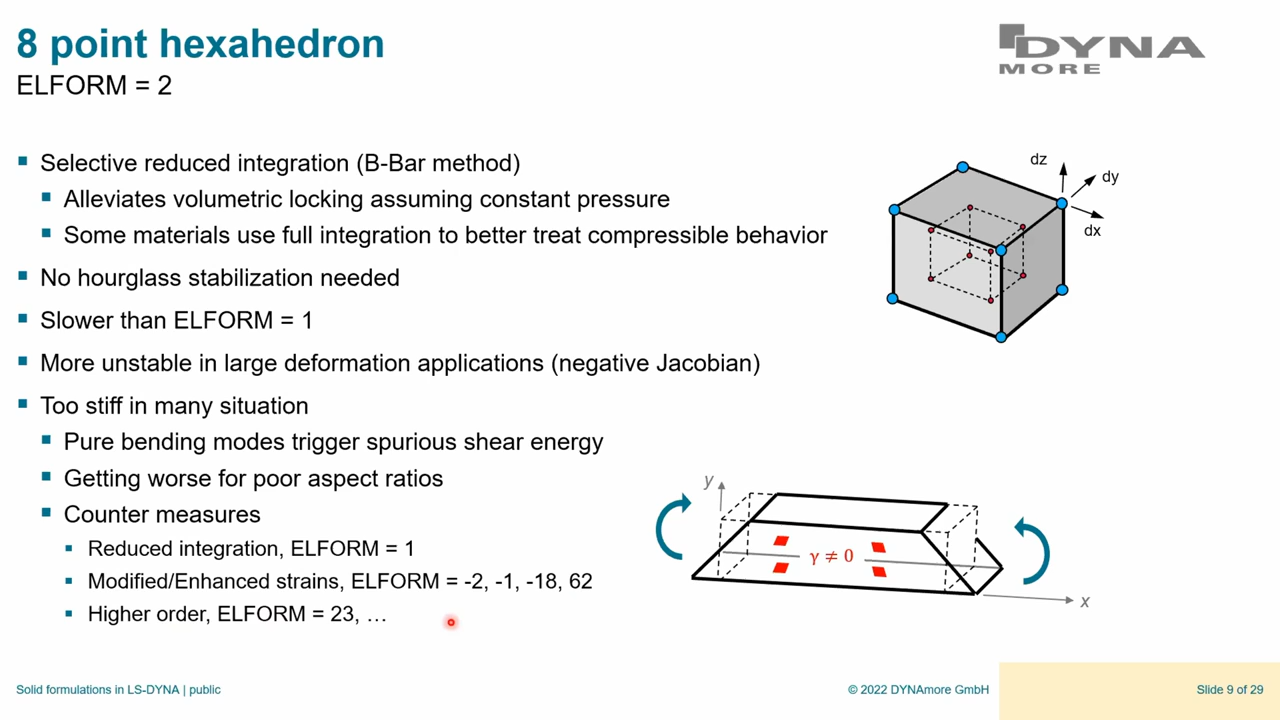 8 point hexahedron
ELFORM = 2
DYNA
MORE
Selective reduced integration (B-Bar method)
Alleviates volumetric locking assuming constant pressure
Some materials use full integration to better treat compressible behavior
No hourglass stabilization needed
Slower than ELFORM = 1
More unstable in large deformation applications (negative Jacobian)
Too stiff in many situation
Pure bending modes trigger spurious shear energy
Getting worse for poor aspect ratios
Counter measures
Reduced integration, ELFORM = 1
Modified/Enhanced strains, ELFORM = -2, -1, -18, 62
Higher order, ELFORM = 23, …
dz
dy
dx
y
γ ≠ 0
x
Solid formulations in LS-DYNA | public
© 2022 DYNAmore GmbH
Slide 9 of 29